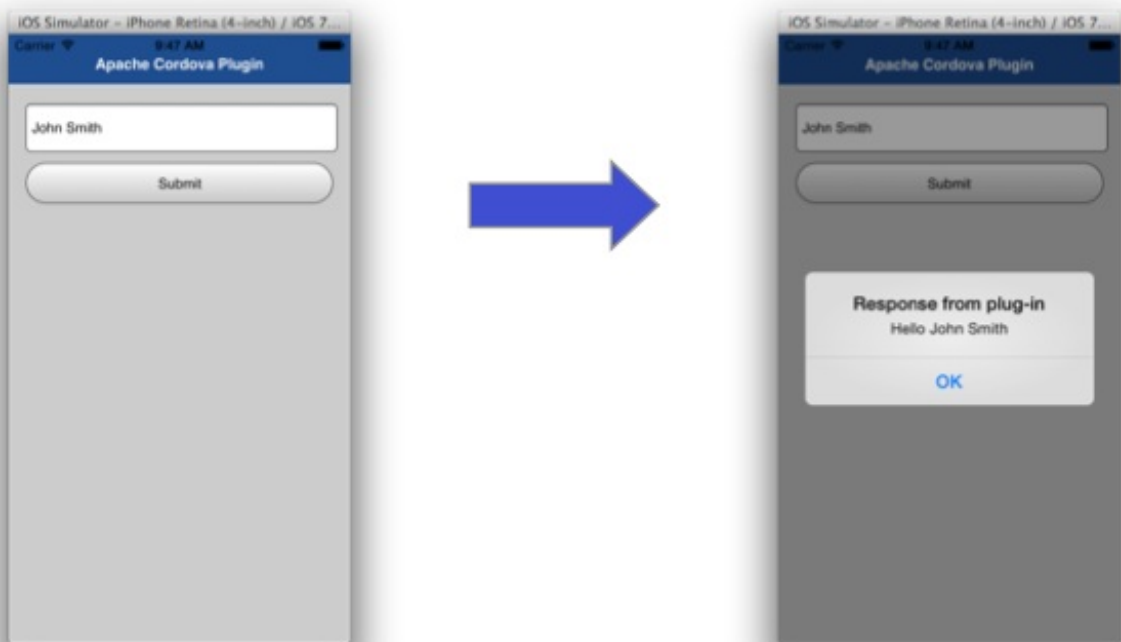 iOS Simulator - iPhone Retina (4-inch) / iOS 7...
Carrier 9:47 AM
Apache Cordova Plugin
John Smith
Submit
iOS Simulator - iPhone Retina (4-inch) / iOS 7...
Carrier 9:47 AM
Apache Cordova Plugin
John Smith
Submit
Response from plug-in
Hello John Smith
OK